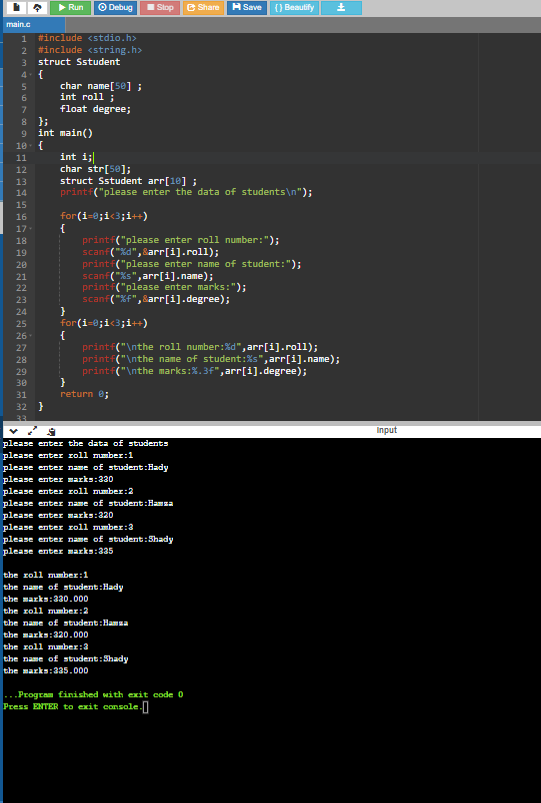 Run Debug Stop Share Save {} Beautify
main.c
1 #include <stdio.h>
2 #include <string.h>
3 struct Sstudent
4 {
5 char name[50] ;
6 int roll ;
7 float degree;
8 };
9 int main()
10 {
11 int i;
12 char str[50];
13 struct Sstudent arr[10] ;
14 printf("please enter the data of students\n");
15
16 for(i=0;i<3;i++)
17 {
18 printf("please enter roll number:");
19 scanf("%d",&arr[i].roll);
20 printf("please enter name of student:");
21 scanf("%s",arr[i].name);
22 printf("please enter marks:");
23 scanf("%f",&arr[i].degree);
24 }
25 for(i=0;i<3;i++)
26 {
27 printf("\nthe roll number:%d",arr[i].roll);
28 printf("\nthe name of student:%s",arr[i].name);
29 printf("\nthe marks:%.3f",arr[i].degree);
30 }
31 return 0;
32 }
33
input
please enter the data of students
please enter roll number:1
please enter name of student:Hady
please enter marks:330
please enter roll number:2
please enter name of student:Hamsa
please enter marks:320
please enter roll number:3
please enter name of student:Shady
please enter marks:335
the roll number:1
the name of student:Hady
the marks:330.000
the roll number:2
the name of student:Hamsa
the marks:320.000
the roll number:3
the name of student:Shady
the marks:335.000
...Program finished with exit code 0
Press ENTER to exit console.